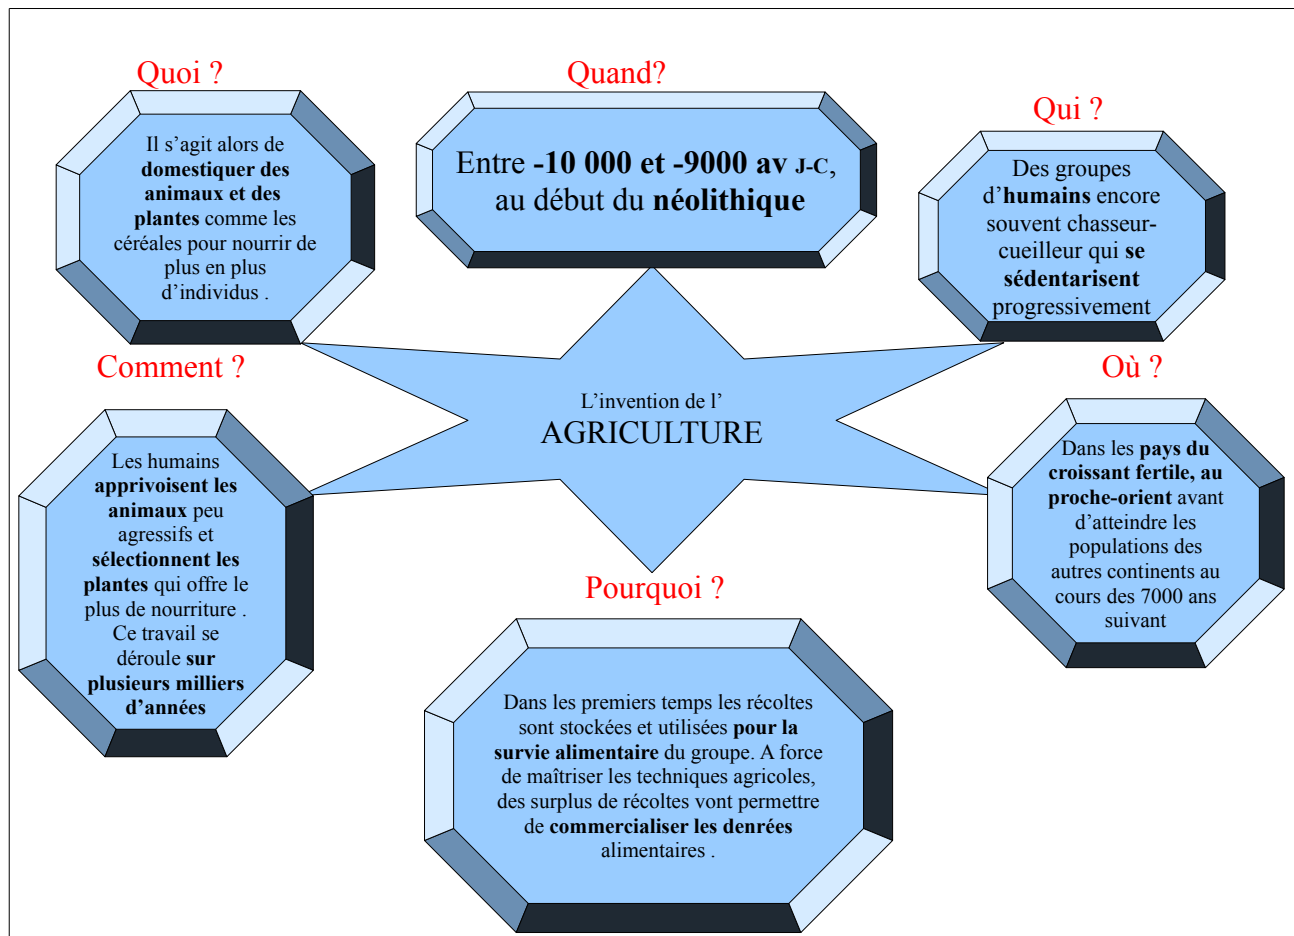 Quoi ?
Il s’agit alors de
domestiquer des
animaux et des
plantes comme les
céréales pour nourrir de
plus en plus
d’individus .
Quand?
Entre -10 000 et -9000 av J-C,
au début du néolithique
Qui ?
Des groupes
d’humains encore
souvent chasseur-
cueilleur qui se
sédentarisent
progressivement
Comment ?
Les humains
apprivoisent les
animaux peu
agressifs et
sélectionnent les
plantes qui offre le
plus de nourriture .
Ce travail se
déroule sur
plusieurs milliers
d’années
L’invention de l’
AGRICULTURE
Où ?
Dans les pays du
croissant fertile, au
proche-orient avant
d’atteindre les
populations des
autres continents au
cours des 7000 ans
suivant
Pourquoi ?
Dans les premiers temps les récoltes
sont stockées et utilisées pour la
survie alimentaire du groupe. A force
de maîtriser les techniques agricoles,
des surplus de récoltes vont permettre
de commercialiser les denrées
alimentaires .